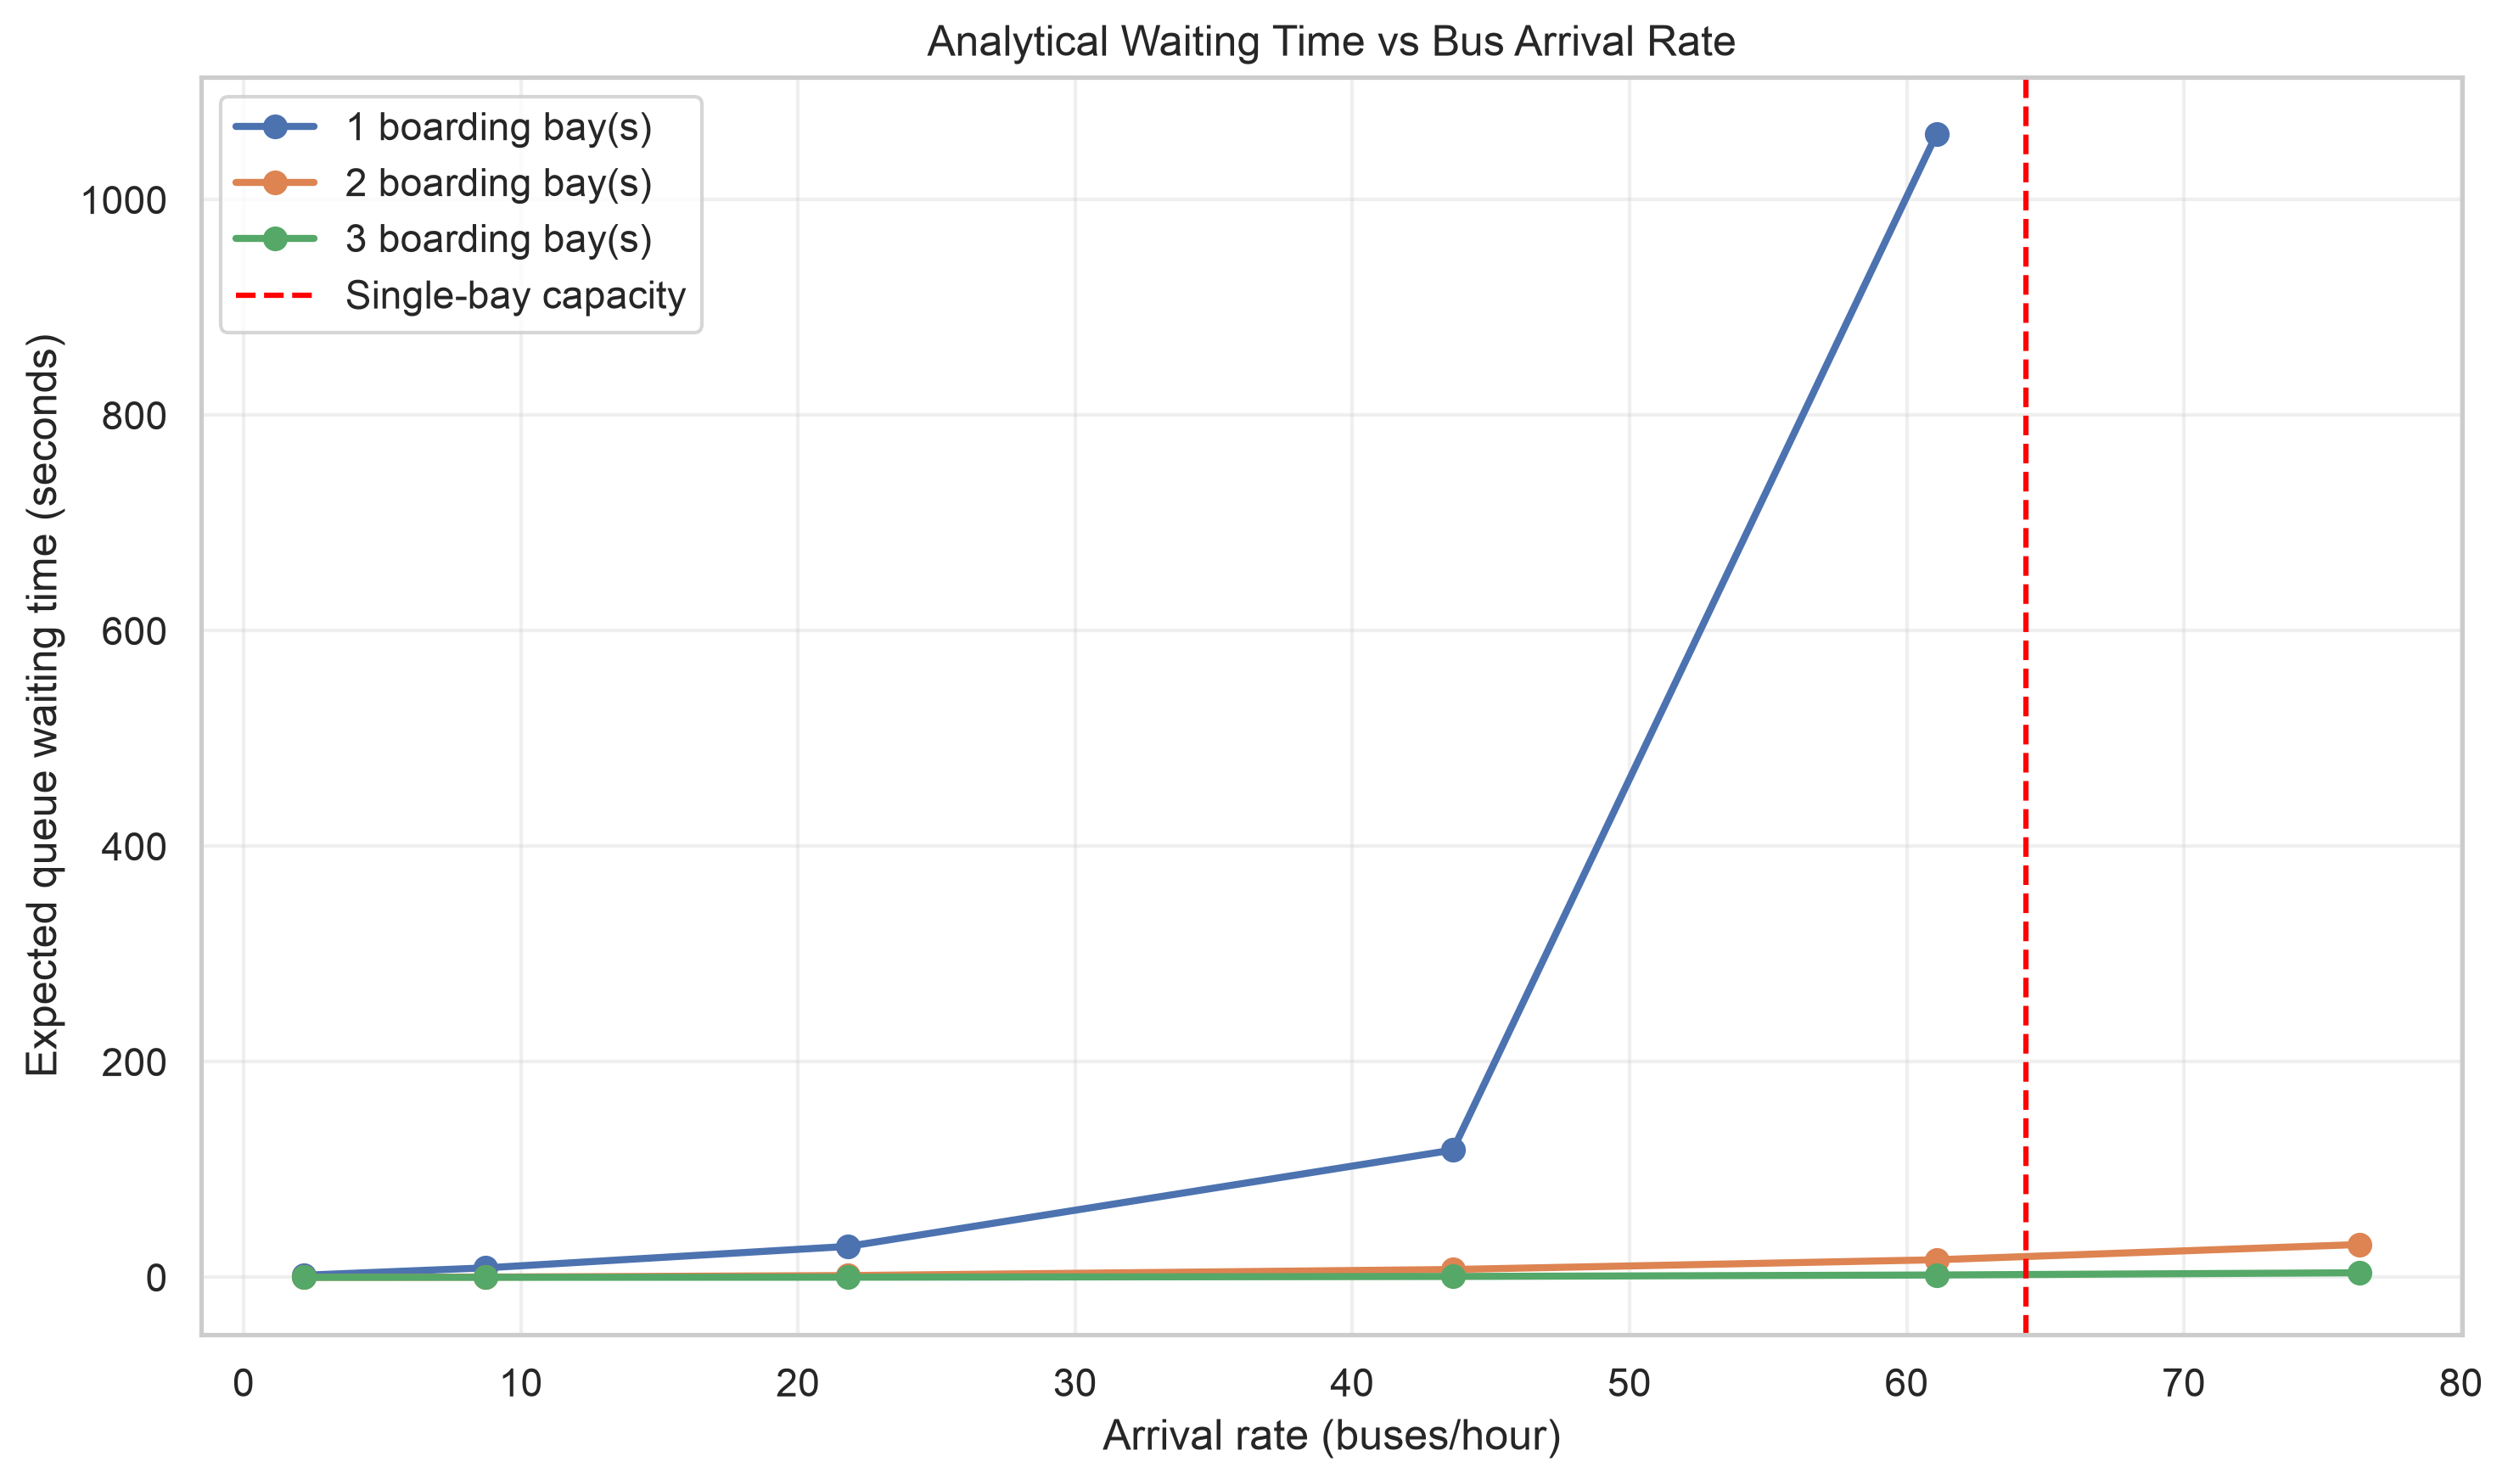 Analytical Waiting Time vs Bus Arrival Rate
1 boarding bay(s)
2 boarding bay(s)
3 boarding bay(s)
Single-bay capacity
Expected queue waiting time (seconds)
1000
800
600
400
200
0
0 10 20 30 40 50 60 70 80
Arrival rate (buses/hour)